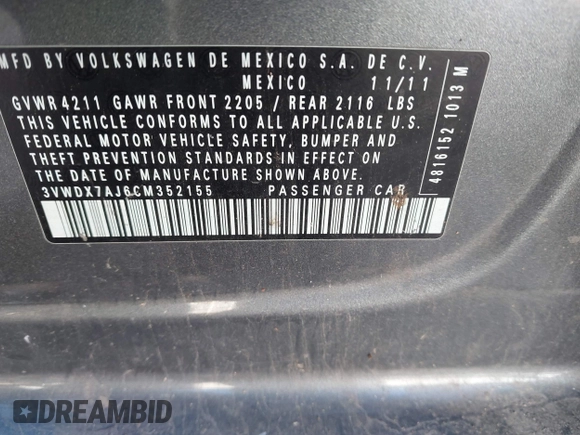 MFD BY VOLKSWAGEN DE MEXICO S.A. DE C.V.
MEXICO 11/11
GVWR 4211 GAWR FRONT 2205 / REAR 2116 LBS
THIS VEHICLE CONFORMS TO ALL APPLICABLE U.S.
FEDERAL MOTOR VEHICLE SAFETY, BUMPER AND
THEFT PREVENTION STANDARDS IN EFFECT ON
THE DATE OF MANUFACTURE SHOWN ABOVE.
3VWDX7AJ6CM352155 PASSENGER CAR
4816152 1013 M
DREAMBID